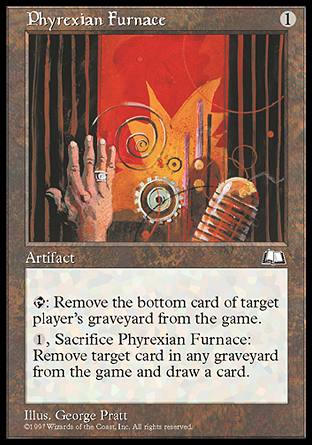 Phyrexian Furnace 1
Artifact
: Remove the bottom card of target
player's graveyard from the game.
1, Sacrifice Phyrexian Furnace:
Remove target card in any graveyard
from the game and draw a card.
Illus. George Pratt
©1997 Wizards of the Coast, Inc. All rights reserved.